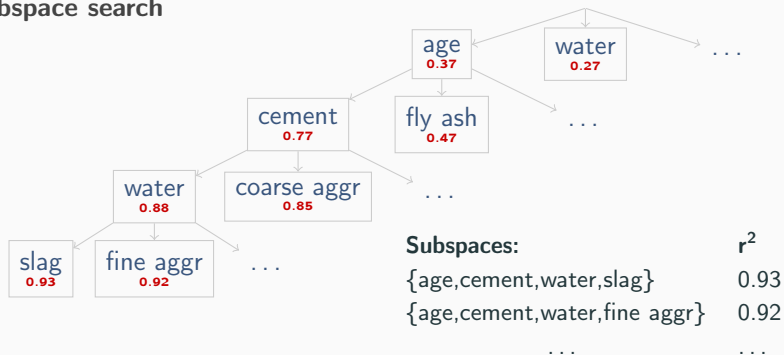 bspace search
age
0.37
water
0.27
...
cement
0.77
fly ash
0.47
...
water
0.88
coarse aggr
0.85
...
slag
0.93
fine aggr
0.92
...
Subspaces: r²
{age,cement,water,slag} 0.93
{age,cement,water,fine aggr} 0.92
... ...